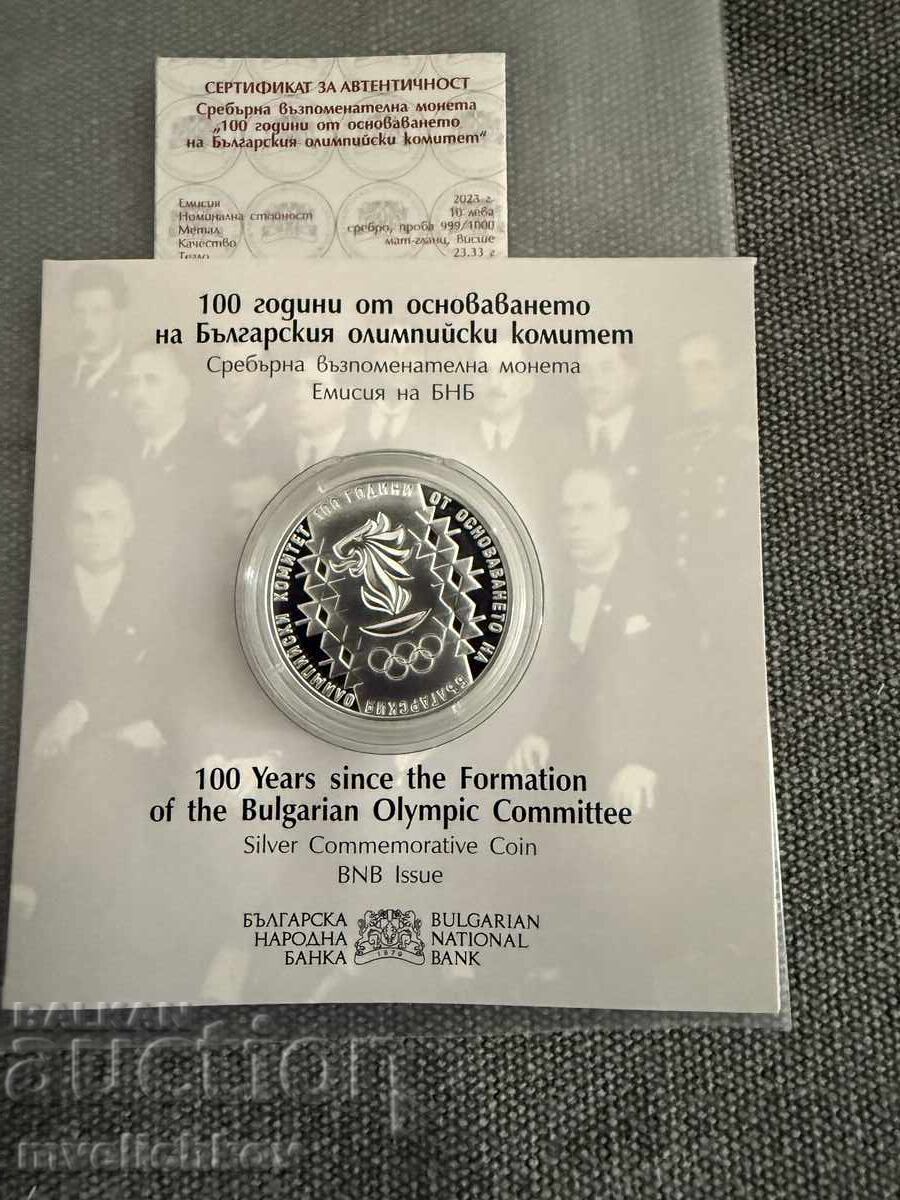 СЕРТИФИКАТ ЗА АВТЕНТИЧНОСТ
Сребърна възпоменателна монета
„100 години от основаването
на Българския олимпийски комитет“
Емисия 2023 г.
Номинална стойност 10 лева
Метал сребро, проба 999/1000
Качество мат-гланц, висше
Тегло 23.33 г
100 години от основаването
на Българския олимпийски комитет
Сребърна възпоменателна монета
Емисия на БНБ
100 ГОДИНИ ОТ ОСНОВАВАНЕТО НА БЪЛГАРСКИЯ ОЛИМПИЙСКИ КОМИТЕТ
100 Years since the Formation
of the Bulgarian Olympic Committee
Silver Commemorative Coin
BNB Issue
БЪЛГАРСКА BULGARIAN
НАРОДНА NATIONAL
БАНКА 1879 BANK
BALKAN
auction
mvelichkov